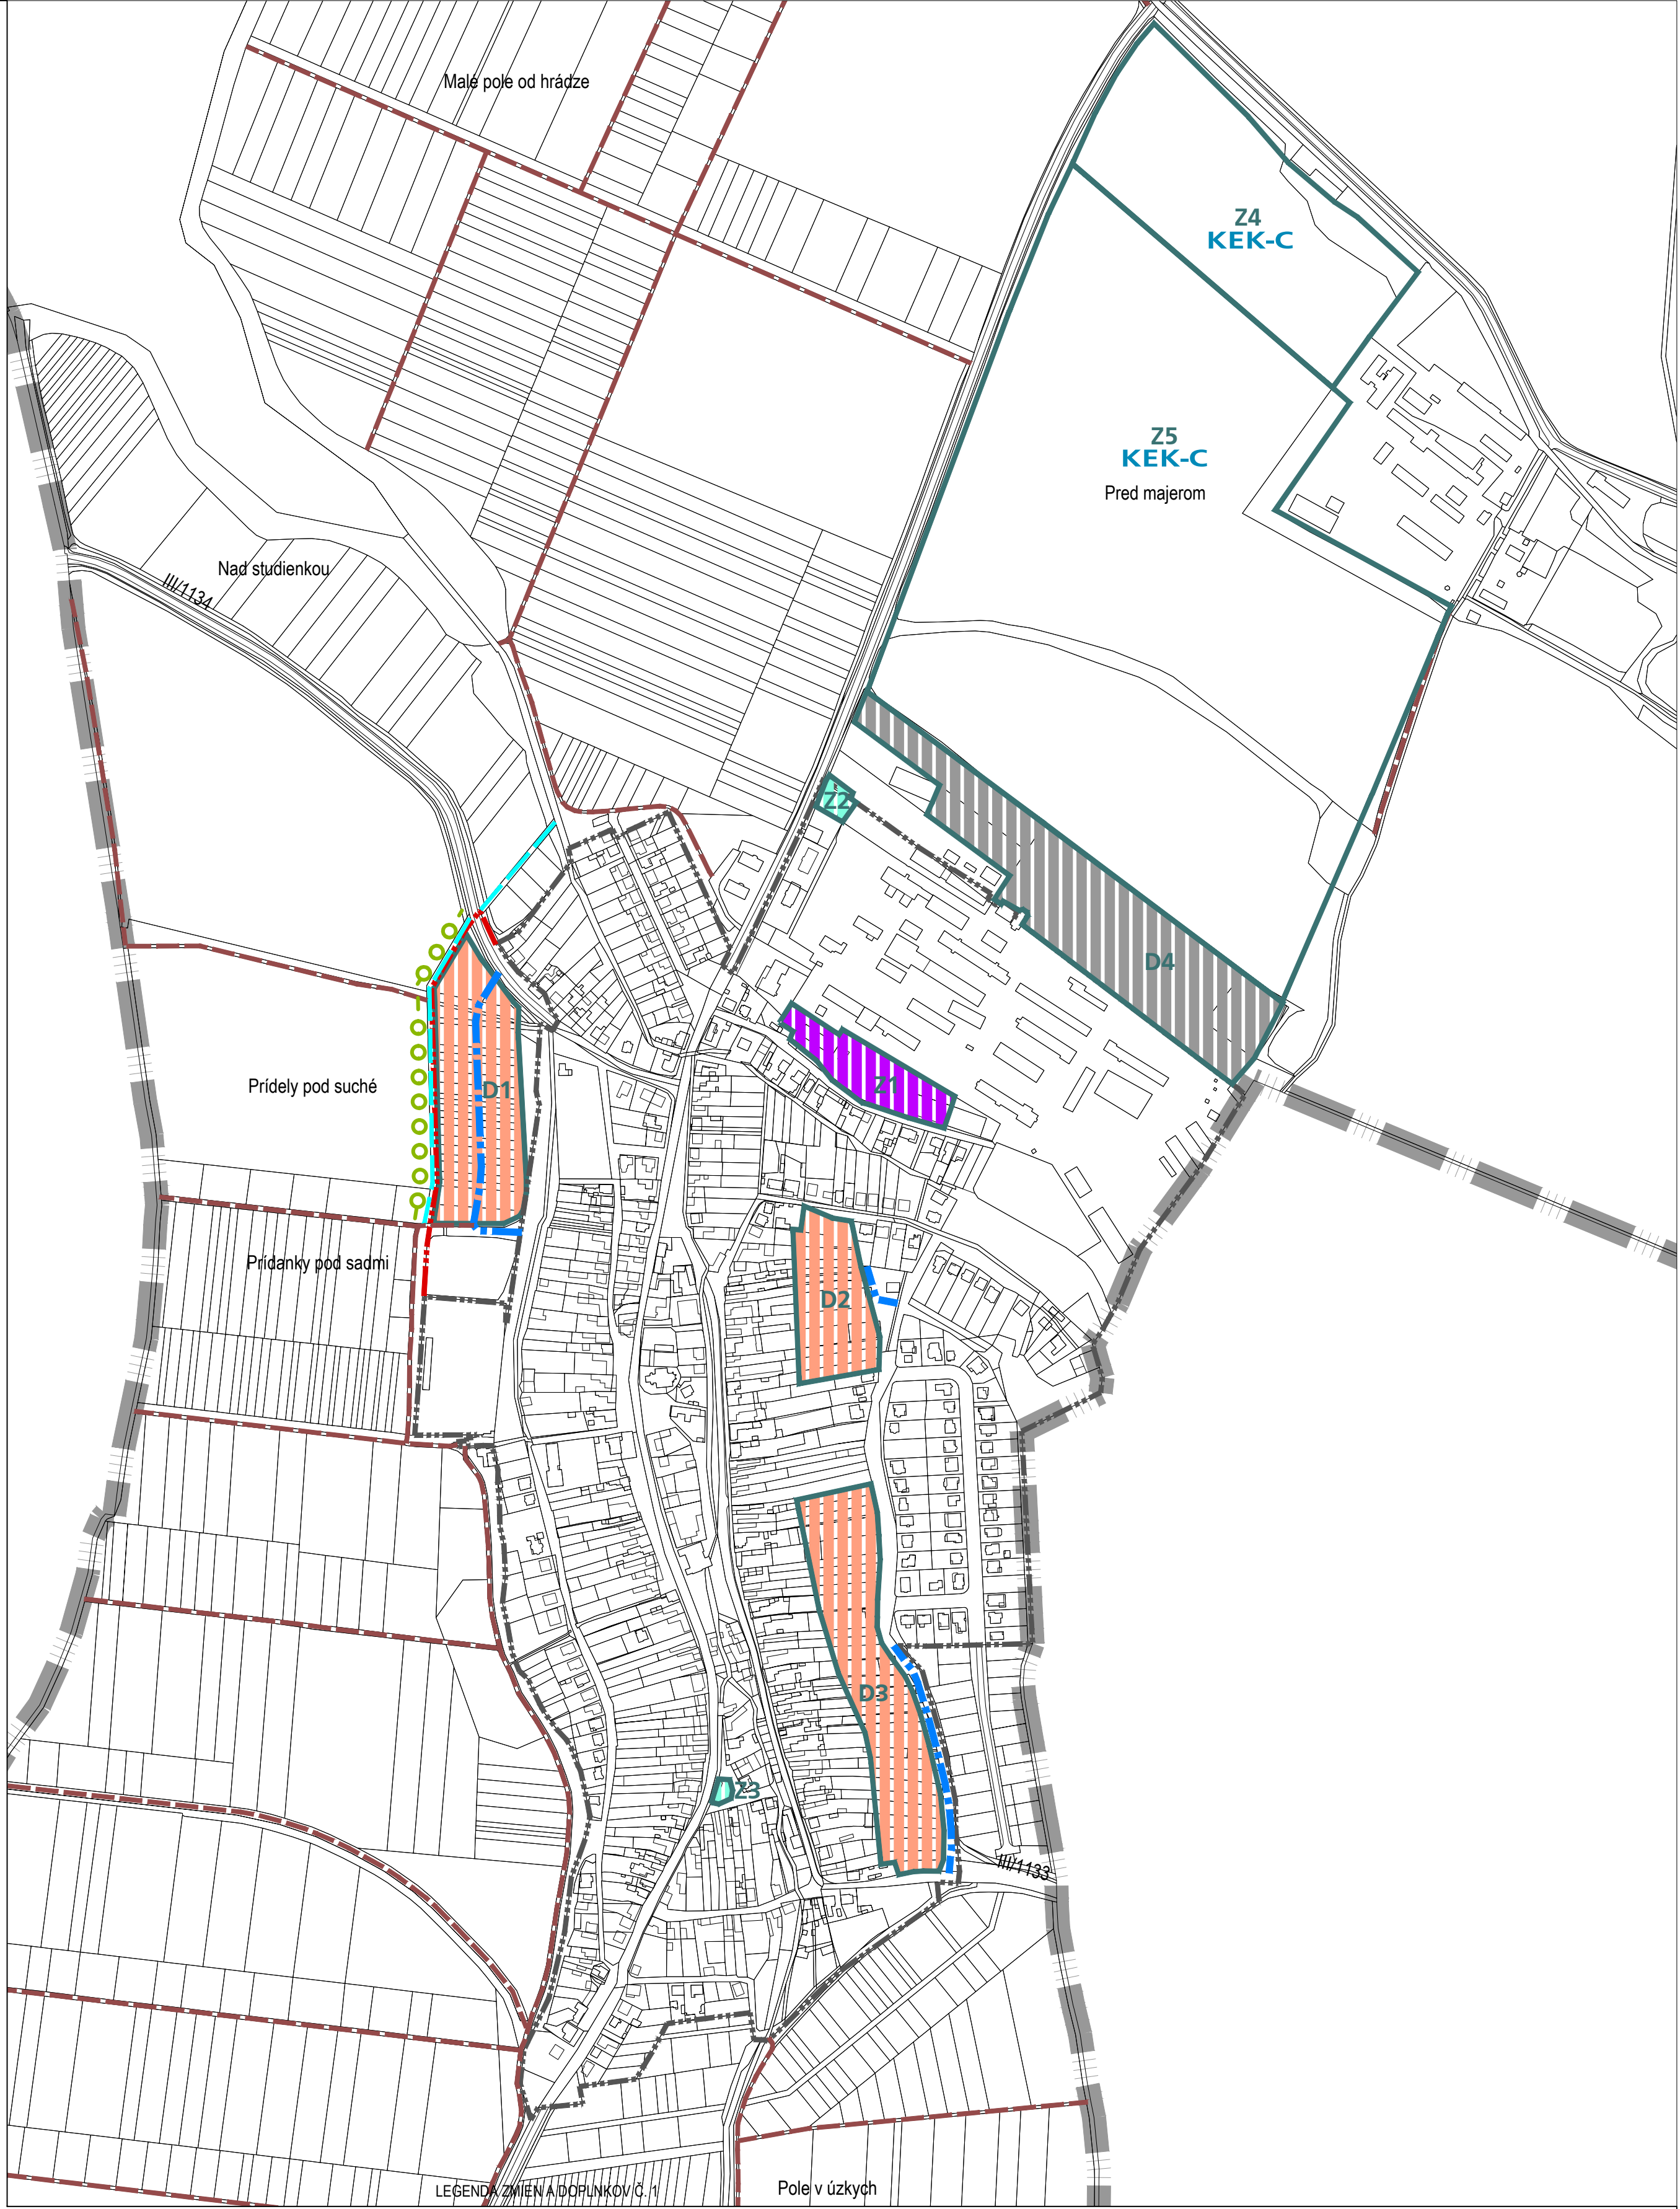 Malé pole od hrádze
Z4
KEK-C
Z5
KEK-C
Pred majerom
Nad studienkou
III/1134
Z2
D4
Prídely pod suché
D1
Z1
Prídanky pod sadmi
D2
D3
Z3
III/1133
LEGENDA ZMIEN A DOPLNKOV Č. 1
Pole v úzkych